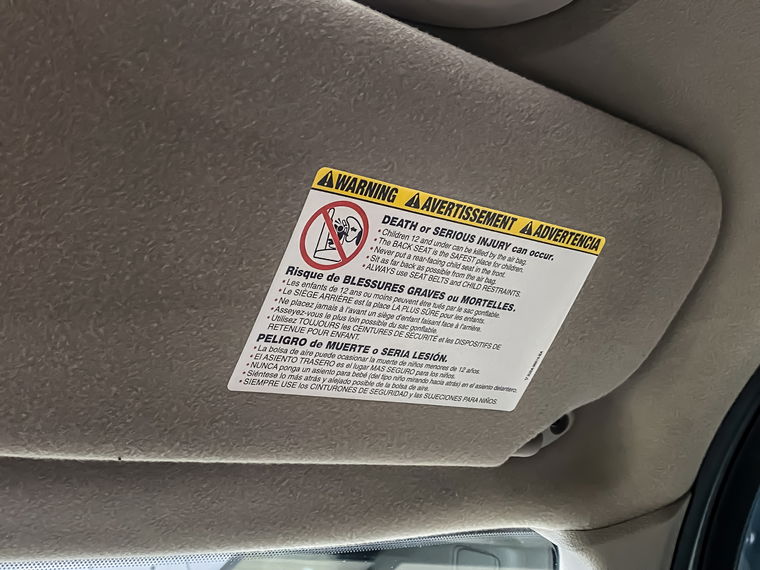 WARNING AVERTISSEMENT ADVERTENCIA
DEATH or SERIOUS INJURY can occur.
• Children 12 and under can be killed by the air bag.
• The BACK SEAT is the SAFEST place for children.
• Never put a rear-facing child seat in the front.
• Sit as far back as possible from the air bag.
• ALWAYS use SEAT BELTS and CHILD RESTRAINTS.
Risque de BLESSURES GRAVES ou MORTELLES.
• Les enfants de 12 ans ou moins peuvent être tués par le sac gonflable.
• Le SIÈGE ARRIÈRE est la place LA PLUS SÛRE pour les enfants.
• Ne placez jamais à l'avant un siège d'enfant faisant face à l'arrière.
• Asseyez-vous le plus loin possible du sac gonflable.
• Utilisez TOUJOURS les CEINTURES DE SÉCURITÉ et les DISPOSITIFS DE
RETENUE POUR ENFANT.
PELIGRO de MUERTE o SERIA LESIÓN.
• La bolsa de aire puede ocasionar la muerte de niños menores de 12 años.
• El ASIENTO TRASERO es el lugar MAS SEGURO para los niños.
• NUNCA ponga un asiento para bebé (del tipo niño mirando hacia atrás) en el asiento delantero.
• Siéntese lo más atrás y alejado posible de la bolsa de aire.
• SIEMPRE USE los CINTURONES DE SEGURIDAD y las SUJECIONES PARA NIÑOS.